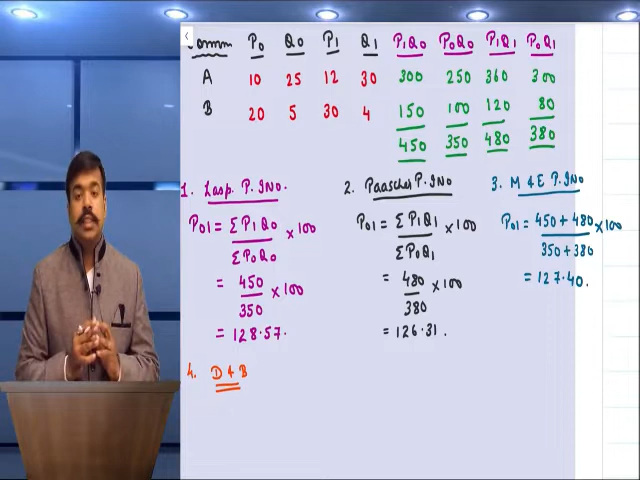 Comm P0 Q0 P1 Q1 P1Q0 P0Q0 P1Q1 P0Q1
A 10 25 12 30 300 250 360 300
B 20 5 30 4 150 100 120 80
450 350 480 380
1. Lasp. P. INo.
P01 = ΣP1Q0 / ΣP0Q0 × 100
= 450 / 350 × 100
= 128.57.
2. Paasches P. INo
P01 = ΣP1Q1 / ΣP0Q1 × 100
= 480 / 380 × 100
= 126.31.
3. M & E P. INo
P01 = 450 + 480 / 350 + 380 × 100
= 127.40.
4. D & B